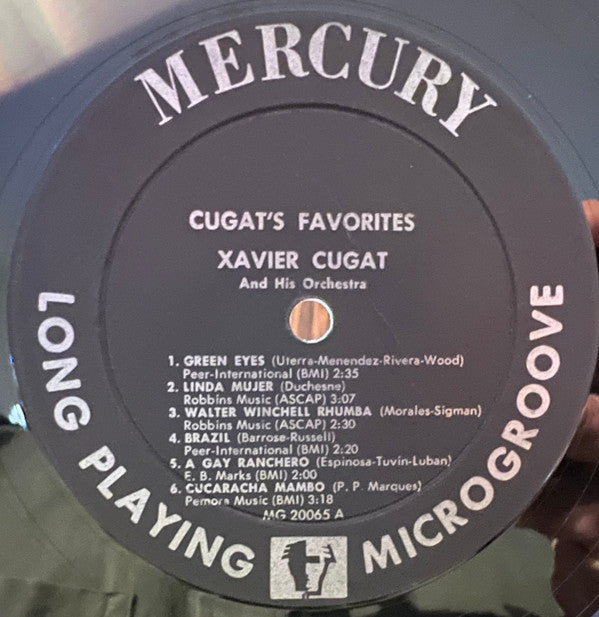 MERCURY
CUGAT'S FAVORITES
XAVIER CUGAT
And His Orchestra
1. GREEN EYES (Uterra-Menendez-Rivera-Wood)
Peer-International (BMI) 2:35
2. LINDA MUJER (Duchesne)
Robbins Music (ASCAP) 3:07
3. WALTER WINCHELL RHUMBA (Morales-Sigman)
Robbins Music (ASCAP) 2:30
4. BRAZIL (Barrose-Russell)
Peer-International (BMI) 2:20
5. A GAY RANCHERO (Espinosa-Tuvin-Luban)
E. B. Marks (BMI) 2:00
6. CUCARACHA MAMBO (P. P. Marques)
Pemora Music (BMI) 3:18
MG 20065 A
LONG PLAYING MICROGROOVE